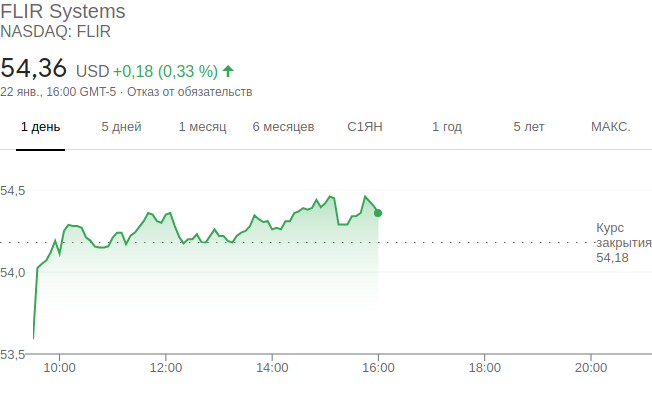 FLIR Systems
NASDAQ: FLIR
54,36 USD +0,18 (0,33 %)
22 янв., 16:00 GMT-5 · Отказ от обязательств
1 день 5 дней 1 месяц 6 месяцев С1ЯН 1 год 5 лет МАКС.
54,5
Курс
закрытия
54,18
54,0
53,5
10:00 12:00 14:00 16:00 18:00 20:00